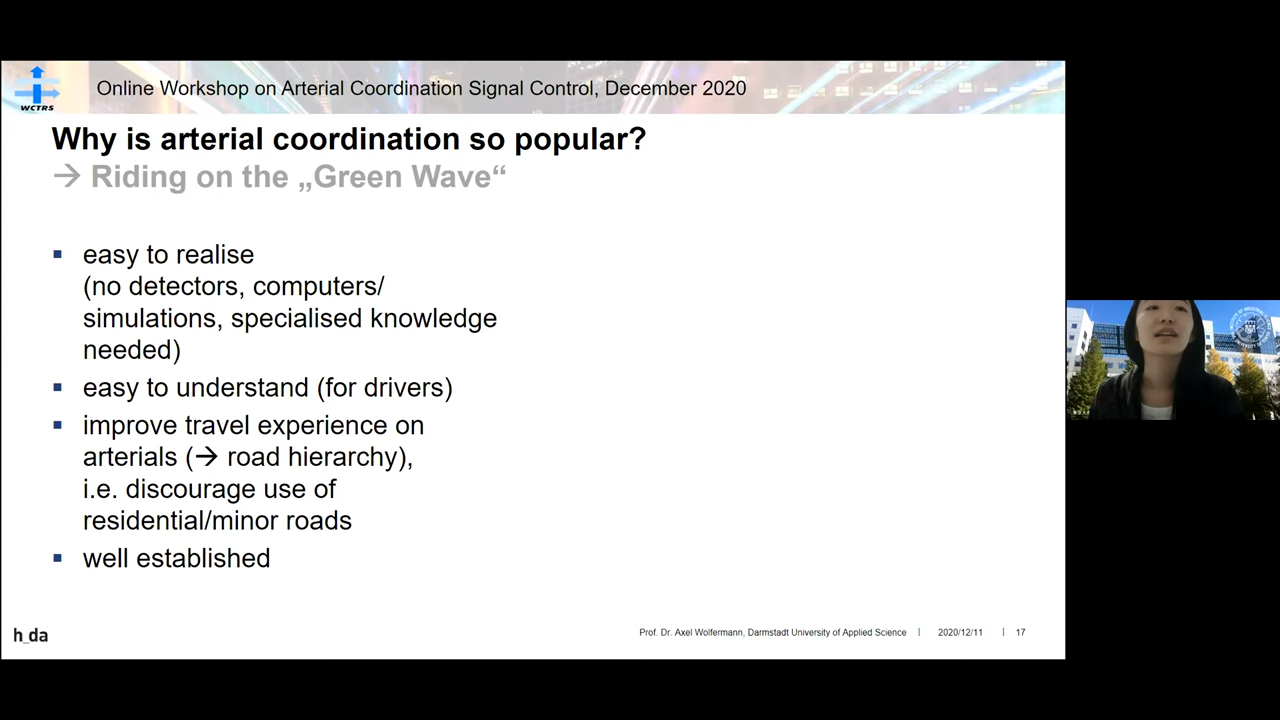 Online Workshop on Arterial Coordination Signal Control, December 2020
WCTRS
Why is arterial coordination so popular?
→ Riding on the „Green Wave“
▪ easy to realise
(no detectors, computers/
simulations, specialised knowledge
needed)
▪ easy to understand (for drivers)
▪ improve travel experience on
arterials (→ road hierarchy),
i.e. discourage use of
residential/minor roads
▪ well established
h_da
Prof. Dr. Axel Wolfermann, Darmstadt University of Applied Science | 2020/12/11 | 17